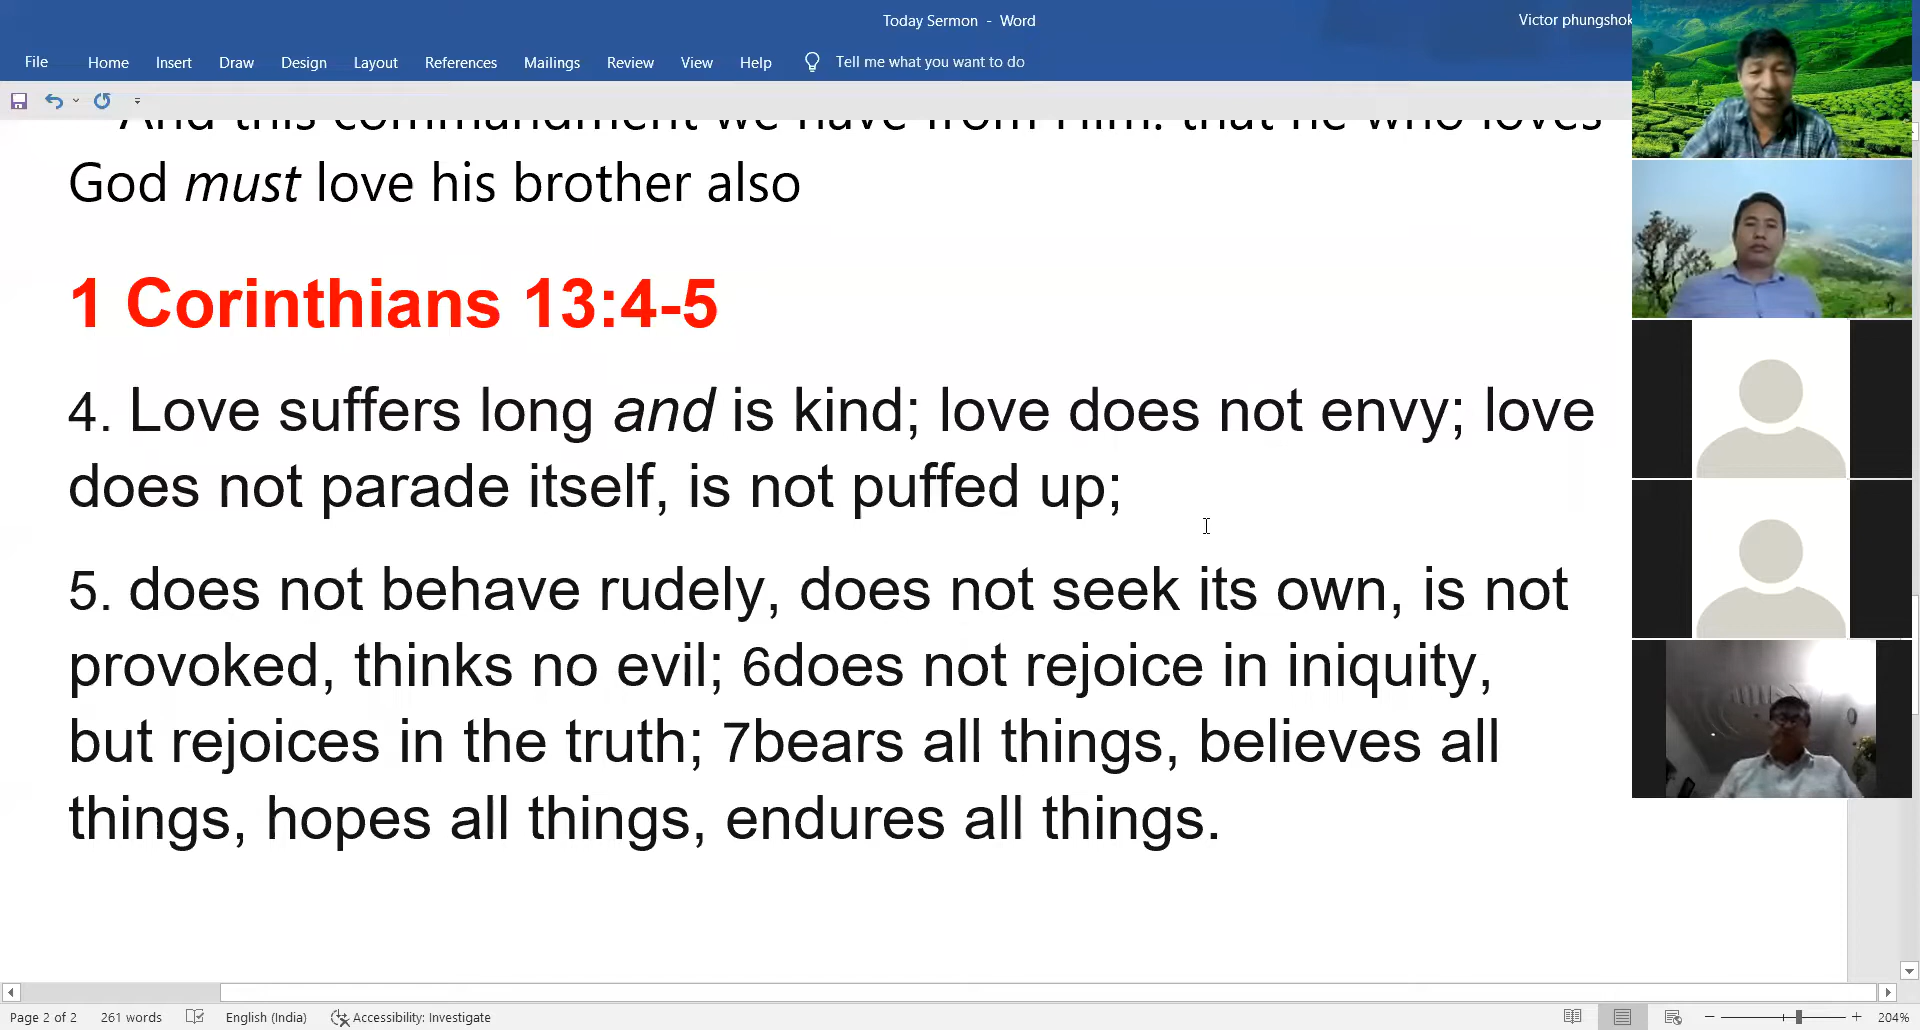 Today Sermon - Word
Victor phungshok
File Home Insert Draw Design Layout References Mailings Review View Help Tell me what you want to do
And this commandment we have from Him: that he who loves
God must love his brother also
1 Corinthians 13:4-5
4. Love suffers long and is kind; love does not envy; love
does not parade itself, is not puffed up;
5. does not behave rudely, does not seek its own, is not
provoked, thinks no evil; 6does not rejoice in iniquity,
but rejoices in the truth; 7bears all things, believes all
things, hopes all things, endures all things.
Page 2 of 2 261 words English (India) Accessibility: Investigate 204%